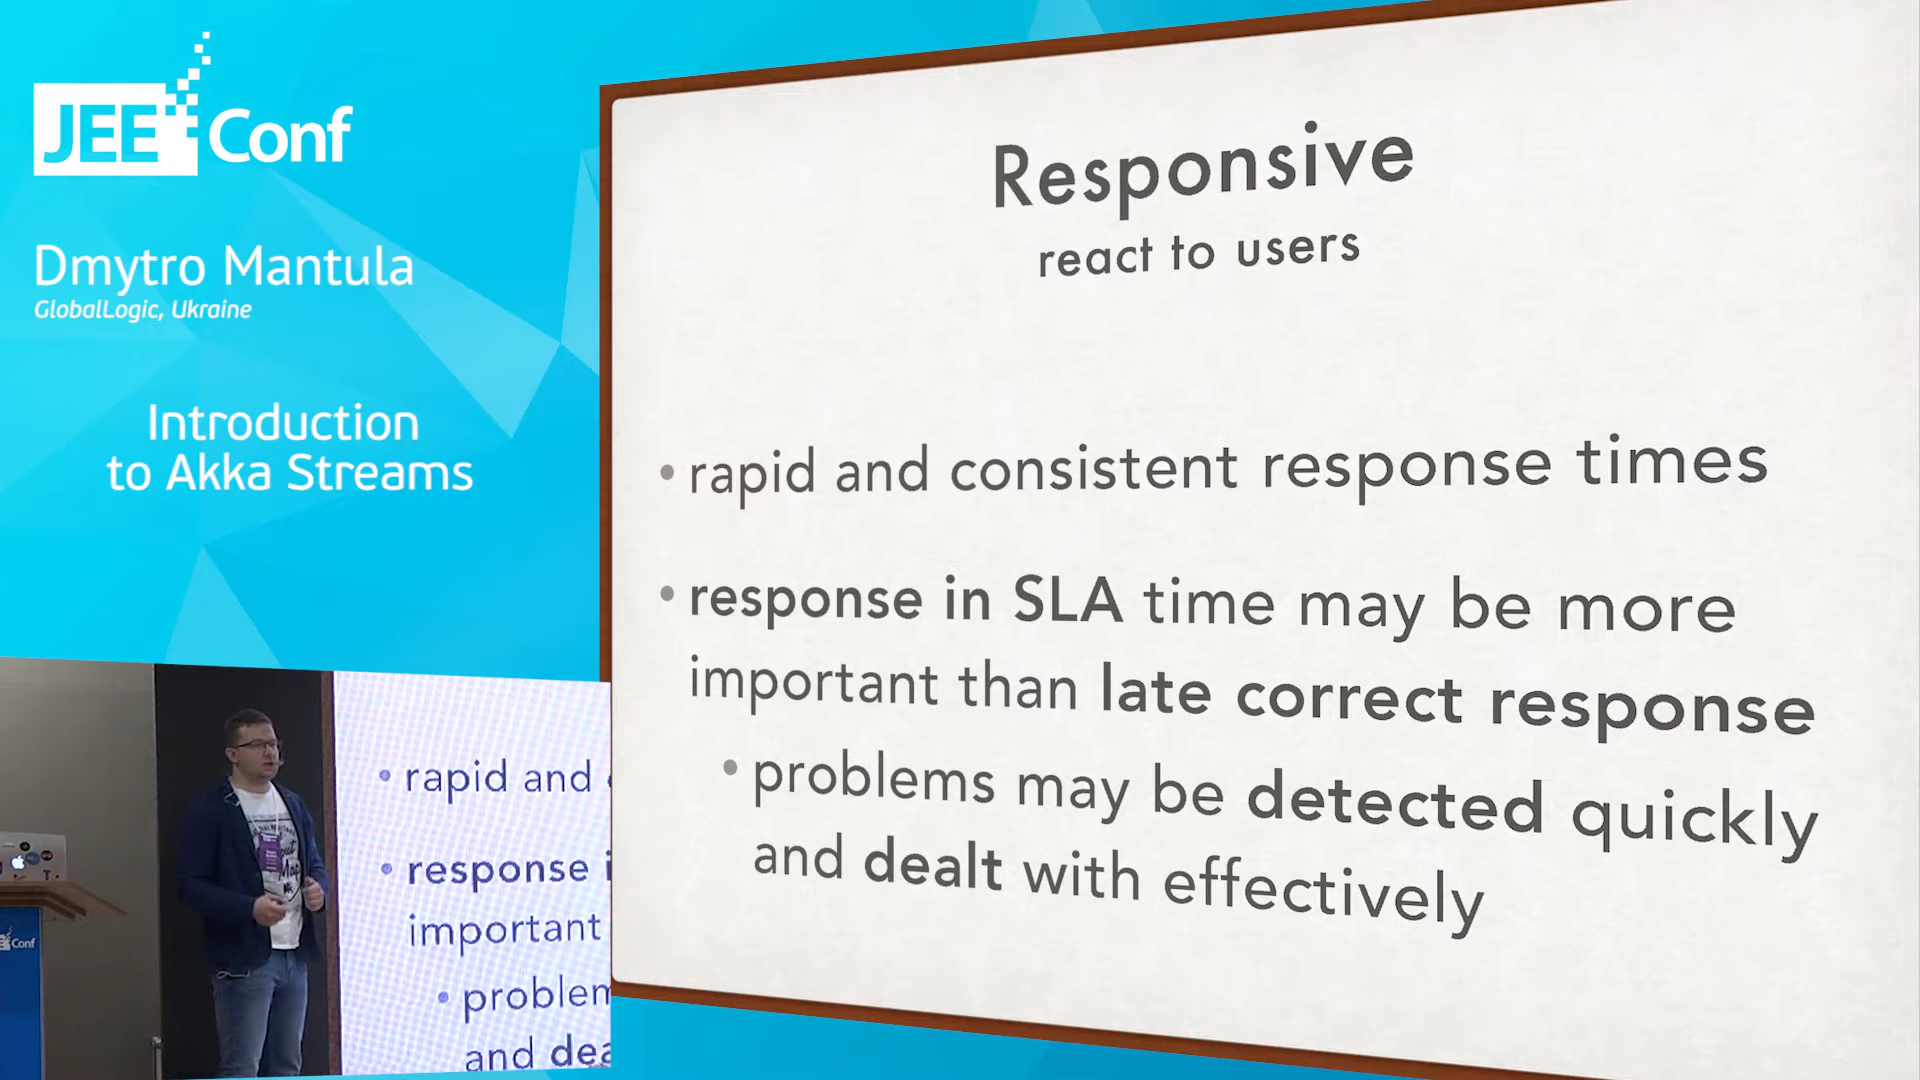 JEE Conf
Dmytro Mantula
GlobalLogic, Ukraine
Introduction
to Akka Streams
Responsive
react to users
• rapid and consistent response times
• response in SLA time may be more
important than late correct response
• problems may be detected quickly
and dealt with effectively
• rapid and
• response i
important
• problem
and dea
Conf